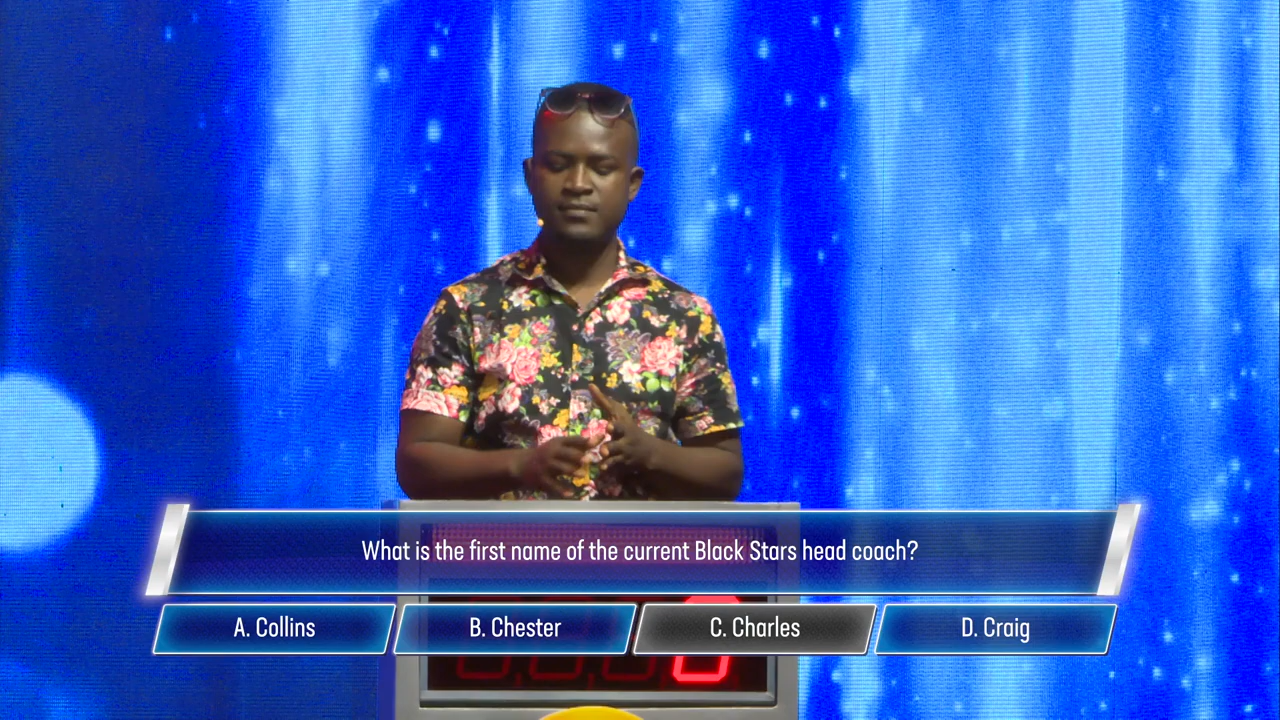 What is the first name of the current Black Stars head coach?
A. Collins
B. Chester
C. Charles
D. Craig